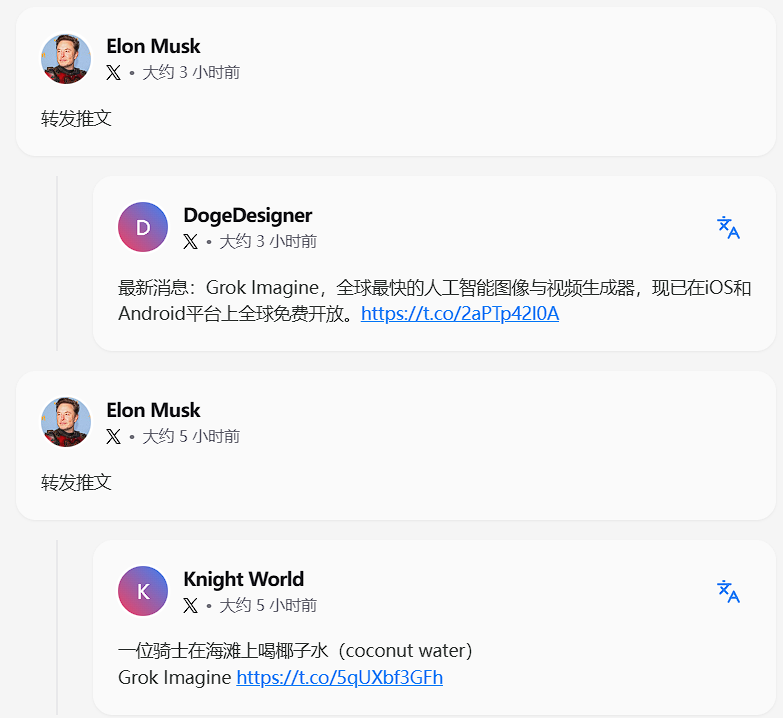 Elon Musk
X • 大约 3 小时前
转发推文
D
DogeDesigner
X • 大约 3 小时前
最新消息：Grok Imagine，全球最快的人工智能图像与视频生成器，现已在iOS和
Android平台上全球免费开放。https://t.co/2aPTp42I0A
Elon Musk
X • 大约 5 小时前
转发推文
K
Knight World
X • 大约 5 小时前
一位骑士在海滩上喝椰子水（coconut water）
Grok Imagine https://t.co/5qUXbf3GFh